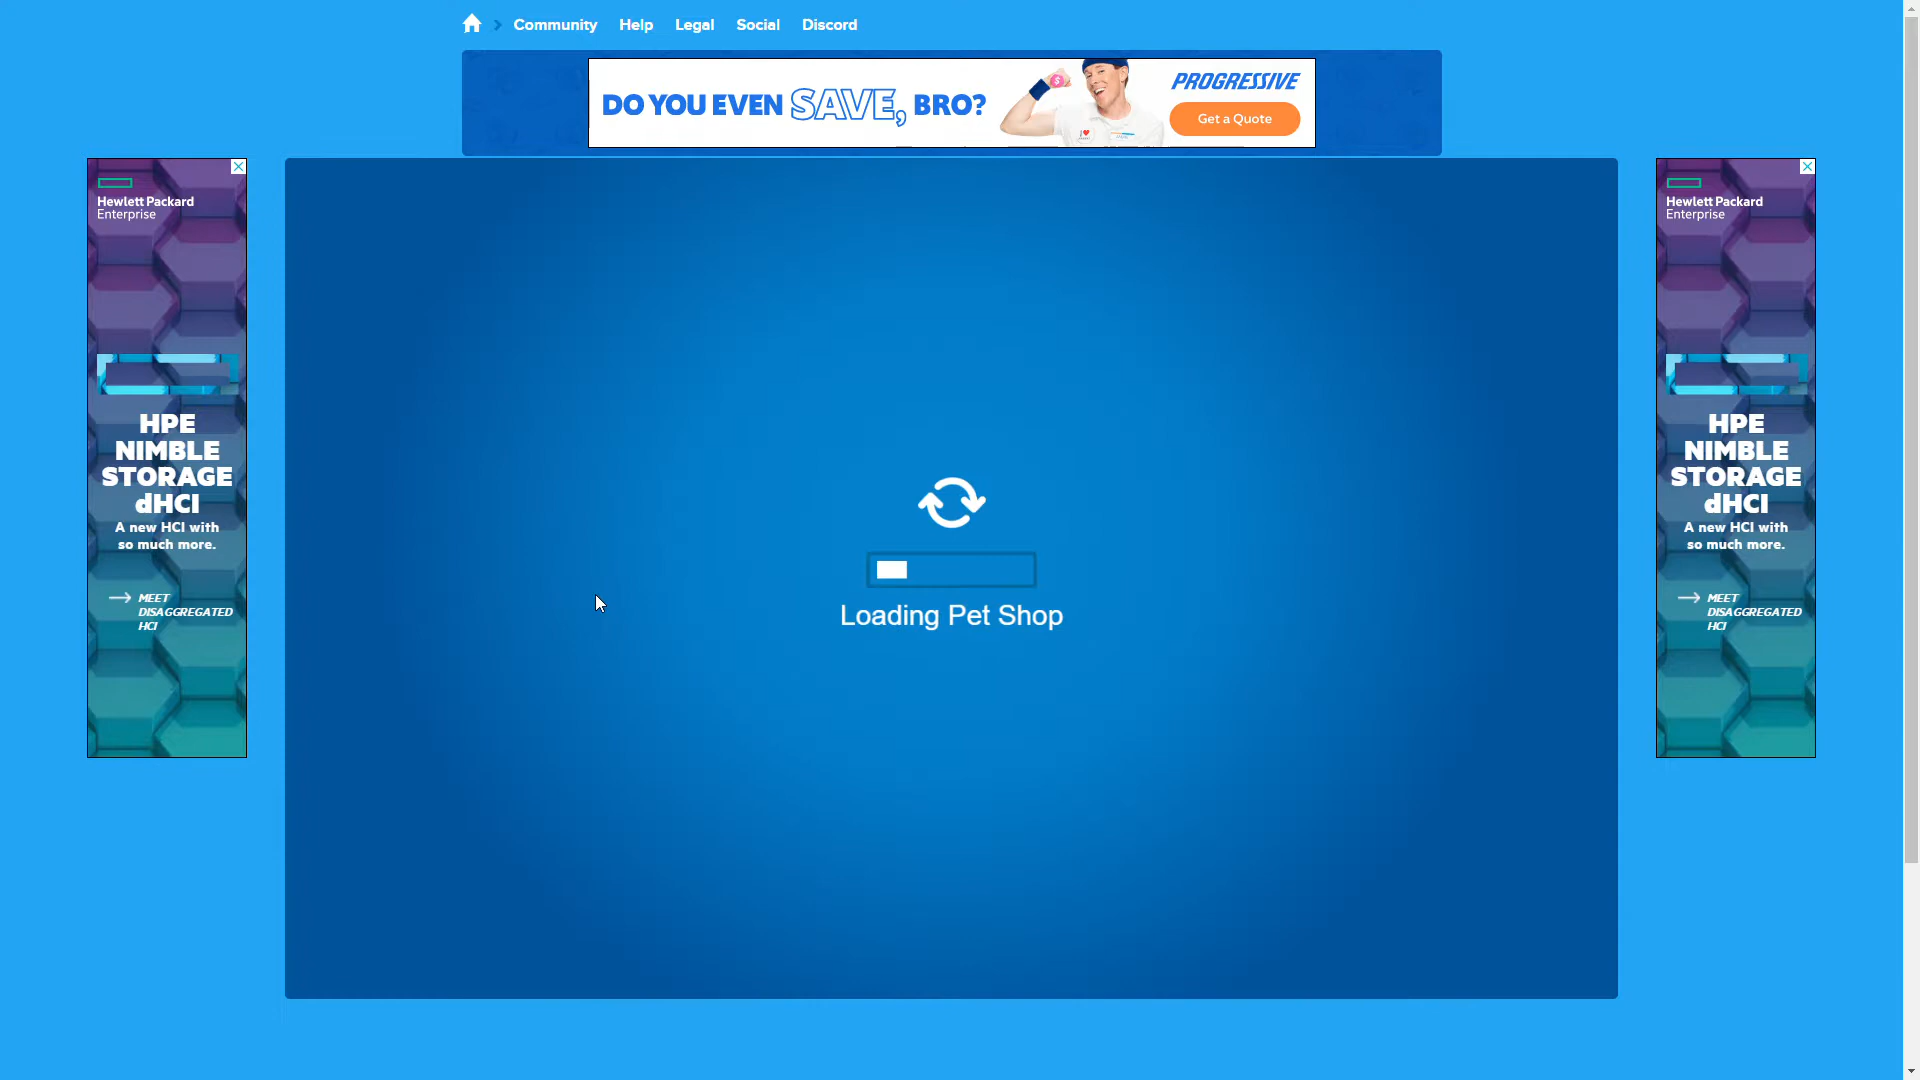 Community Help Legal Social Discord
DO YOU EVEN SAVE, BRO?
PROGRESSIVE
Get a Quote
Hewlett Packard
Enterprise
HPE
NIMBLE
STORAGE
dHCI
A new HCI with
so much more.
MEET
DISAGGREGATED
HCI
Loading Pet Shop
Hewlett Packard
Enterprise
HPE
NIMBLE
STORAGE
dHCI
A new HCI with
so much more.
MEET
DISAGGREGATED
HCI